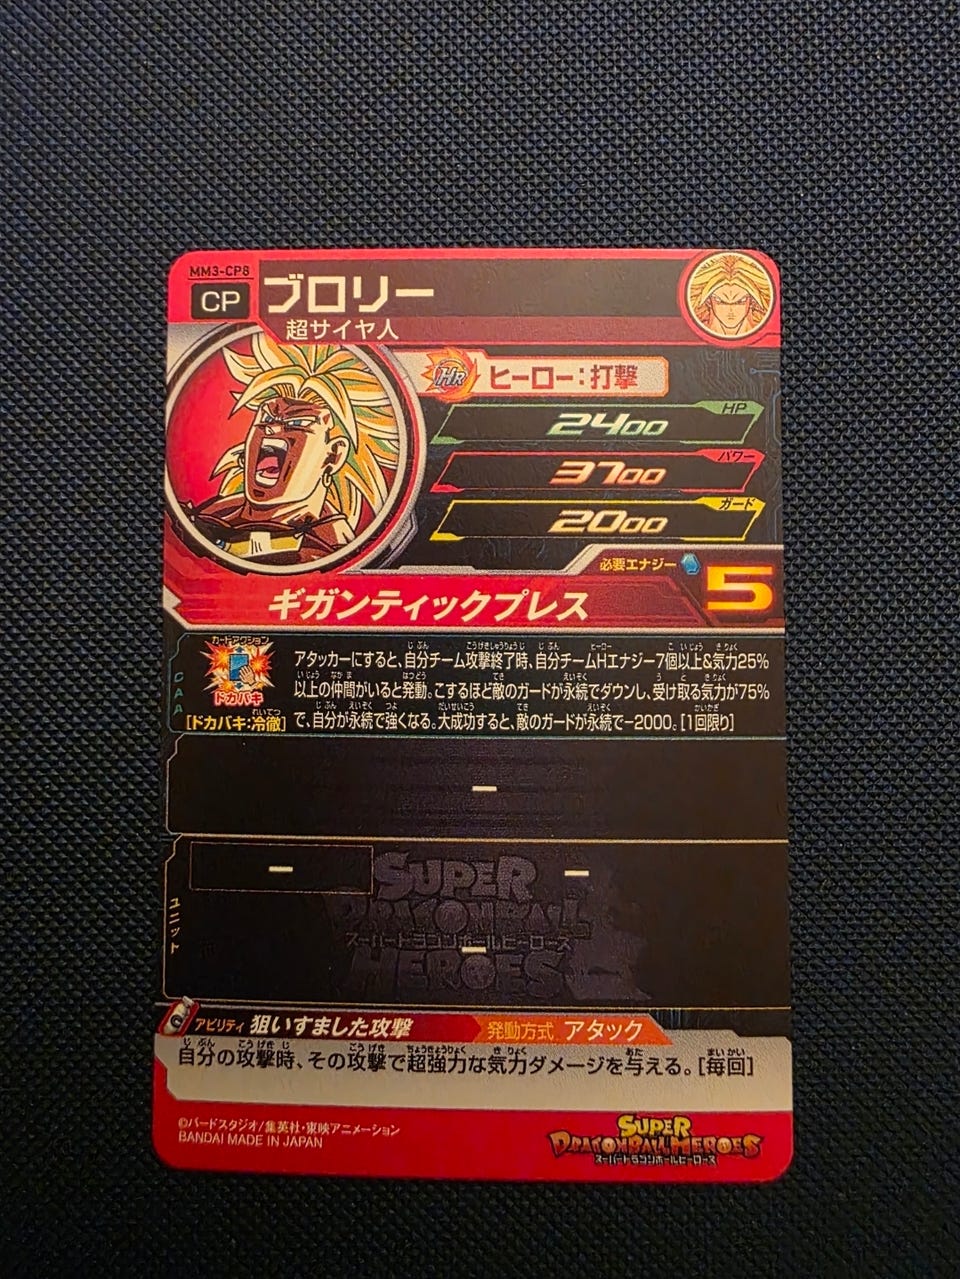 MM3-CP8
CP
ブロリー
超サイヤ人
HR ヒーロー:打撃
HP
2400
パワー
3700
ガード
2000
必要エナジー 5
ギガンティックプレス
カードアクション
ドカバキ
[ドカバキ:冷徹]
CAA
アタッカーにすると、自分チーム攻撃終了時、自分チームHエナジー7個以上&気力25%
以上の仲間がいると発動。こするほど敵のガードが永続でダウンし、受け取る気力が75%
で、自分が永続で強くなる。大成功すると、敵のガードが永続で-2000。[1回限り]
-
- -
ユニット
SUPER
DRAGONBALL
スーパードラゴンボールヒーローズ
HEROES
-
アビリティ 狙いすました攻撃 発動方式 アタック
自分の攻撃時、その攻撃で超強力な気力ダメージを与える。[毎回]
©バードスタジオ/集英社・東映アニメーション
BANDAI MADE IN JAPAN
SUPER
DRAGONBALL HEROES
スーパードラゴンボールヒーローズ